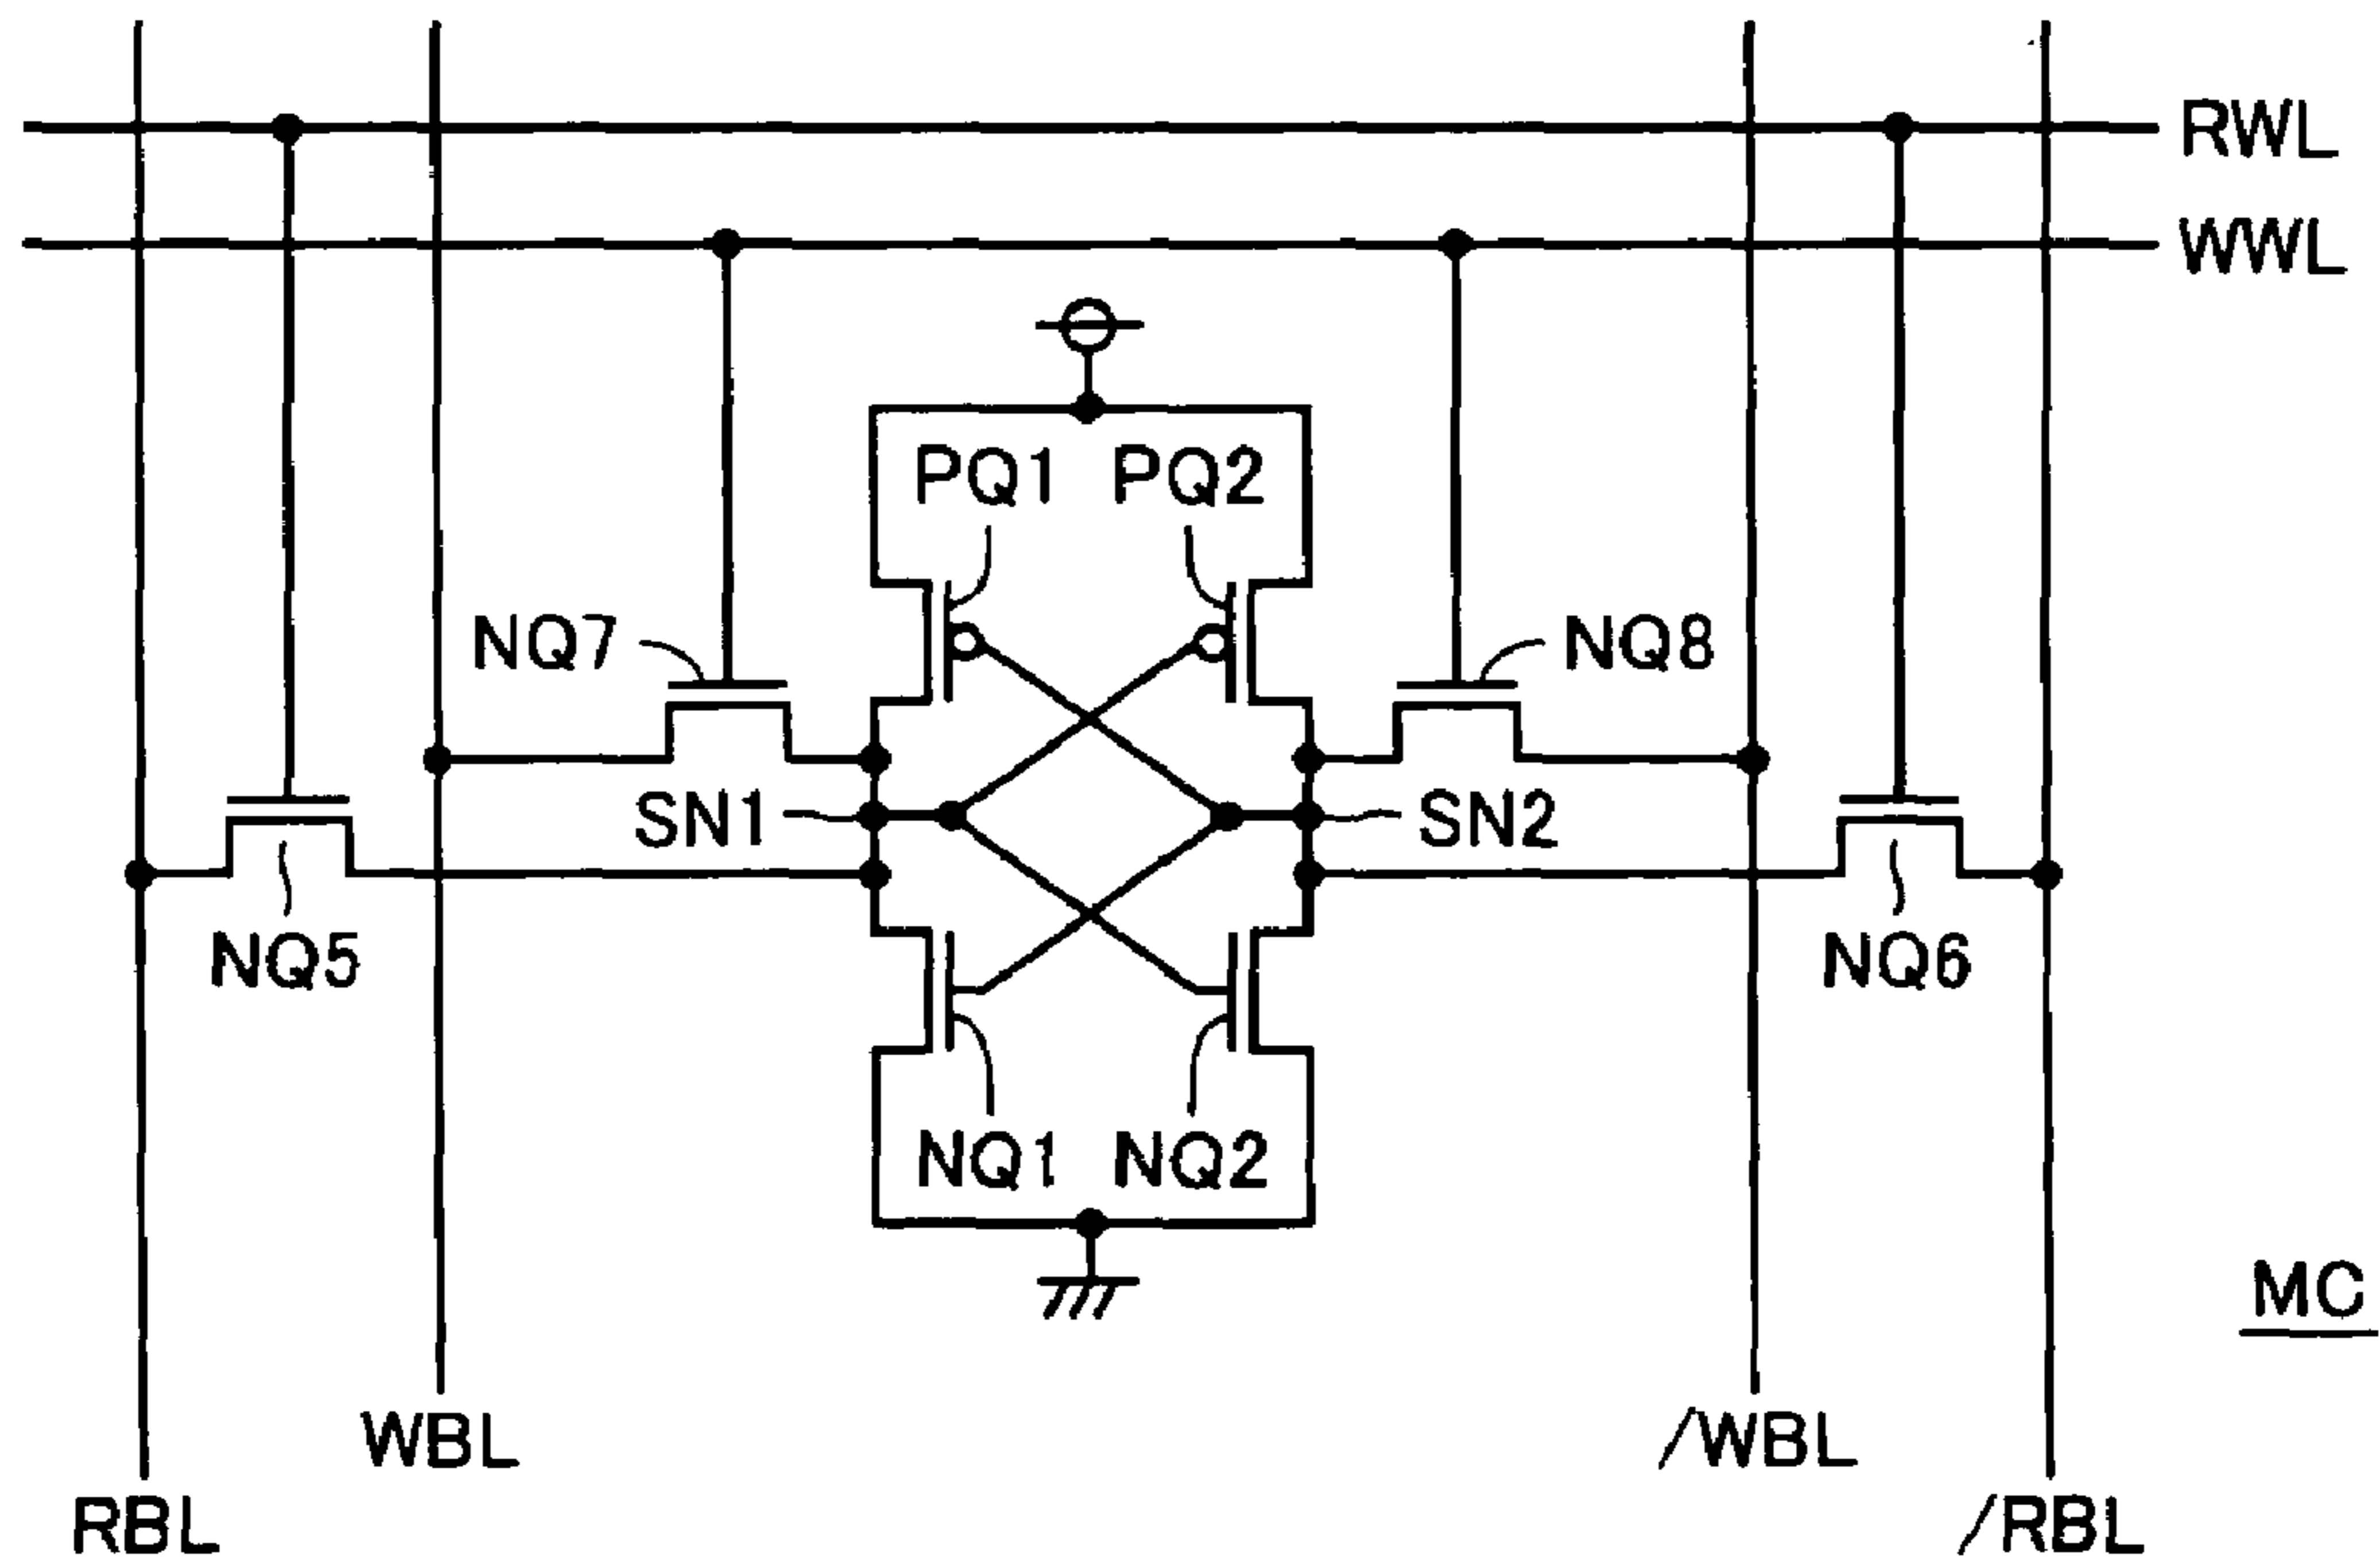 RWL
WWL
PQ1 PQ2
NQ7 NQ8
SN1 SN2
NQ5 NQ6
NQ1 NQ2
MC
WBL /WBL
RBL /RBL